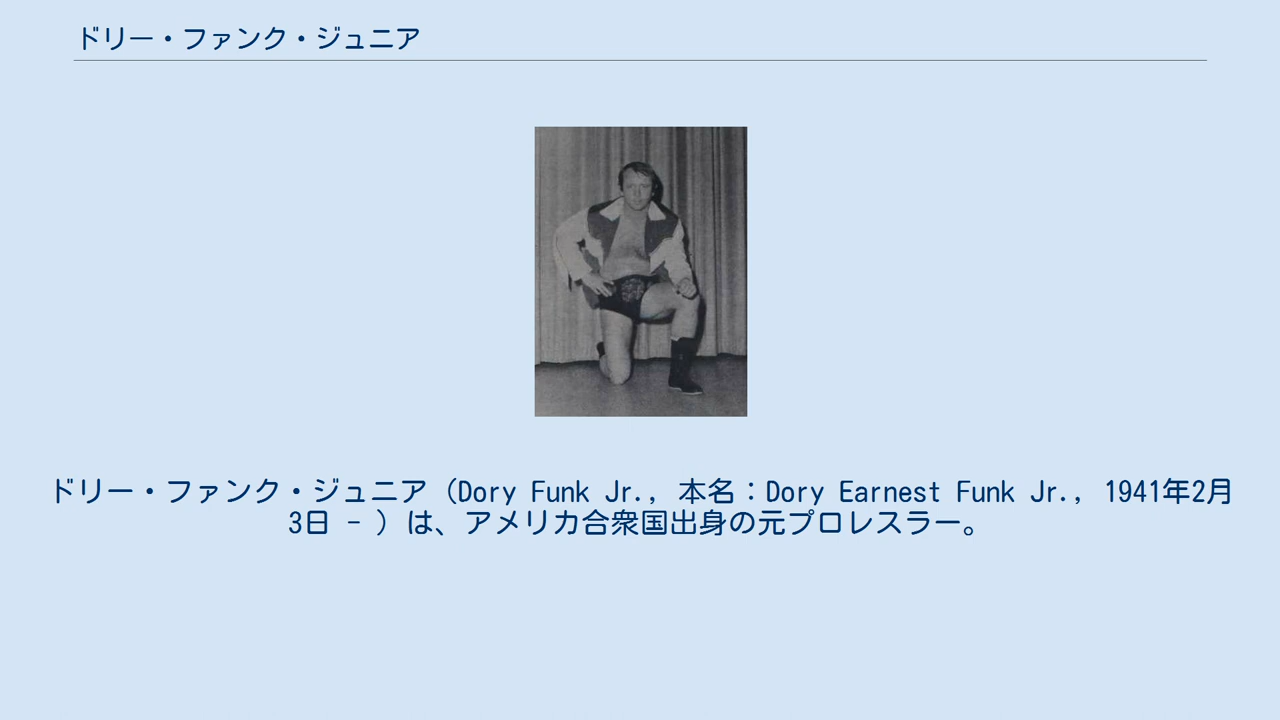 ドリー・ファンク・ジュニア
ドリー・ファンク・ジュニア（Dory Funk Jr., 本名：Dory Earnest Funk Jr., 1941年2月
3日 - ）は、アメリカ合衆国出身の元プロレスラー。